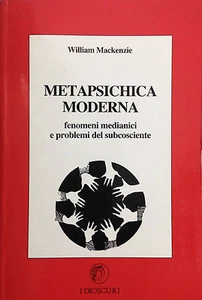 William Mackenzie
METAPSICHICA
MODERNA
fenomeni medianici
e problemi del subcosciente
I DIOSCURI